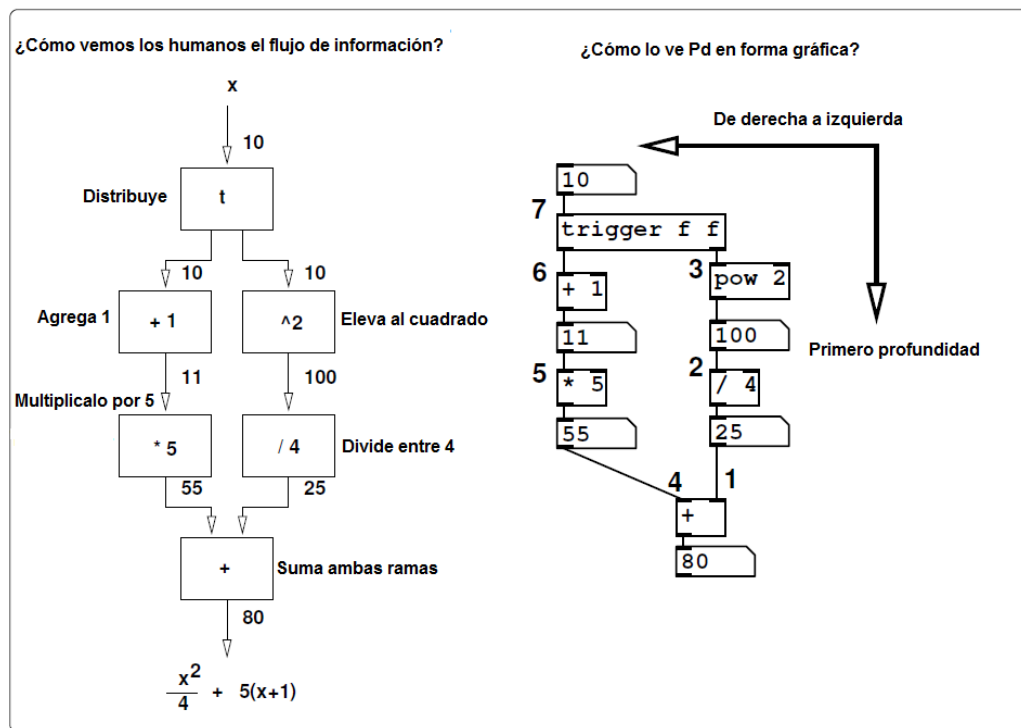 ¿Cómo vemos los humanos el flujo de información?
x
10
Distribuye
t
10
10
Agrega 1
+ 1
^2
Eleva al cuadrado
11
100
Multiplicalo por 5
* 5
/ 4
Divide entre 4
55
25
+
Suma ambas ramas
80
x²/4 + 5(x+1)
¿Cómo lo ve Pd en forma gráfica?
De derecha a izquierda
10
7
trigger f f
6
3
+ 1
pow 2
11
100
Primero profundidad
5
2
* 5
/ 4
55
25
4
1
+
80